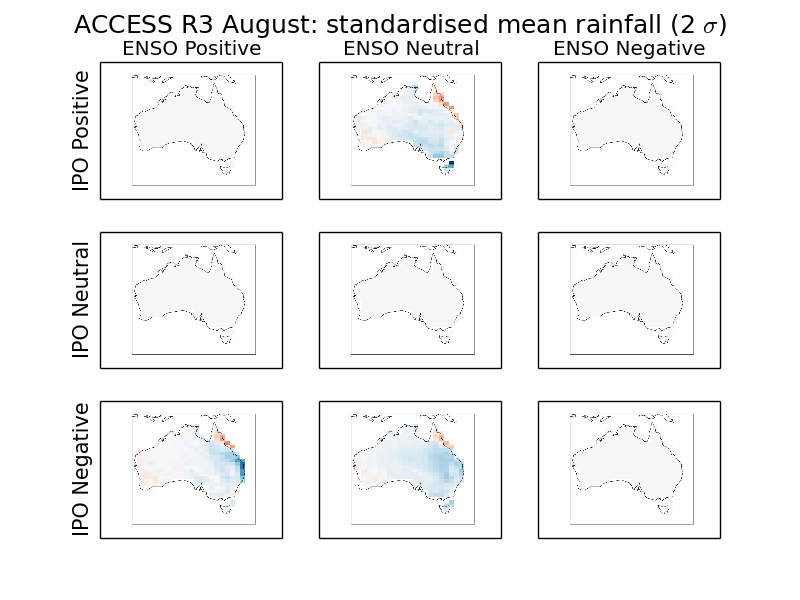 ACCESS R3 August: standardised mean rainfall (2 σ)
ENSO Positive
ENSO Neutral
ENSO Negative
IPO Positive
IPO Neutral
IPO Negative